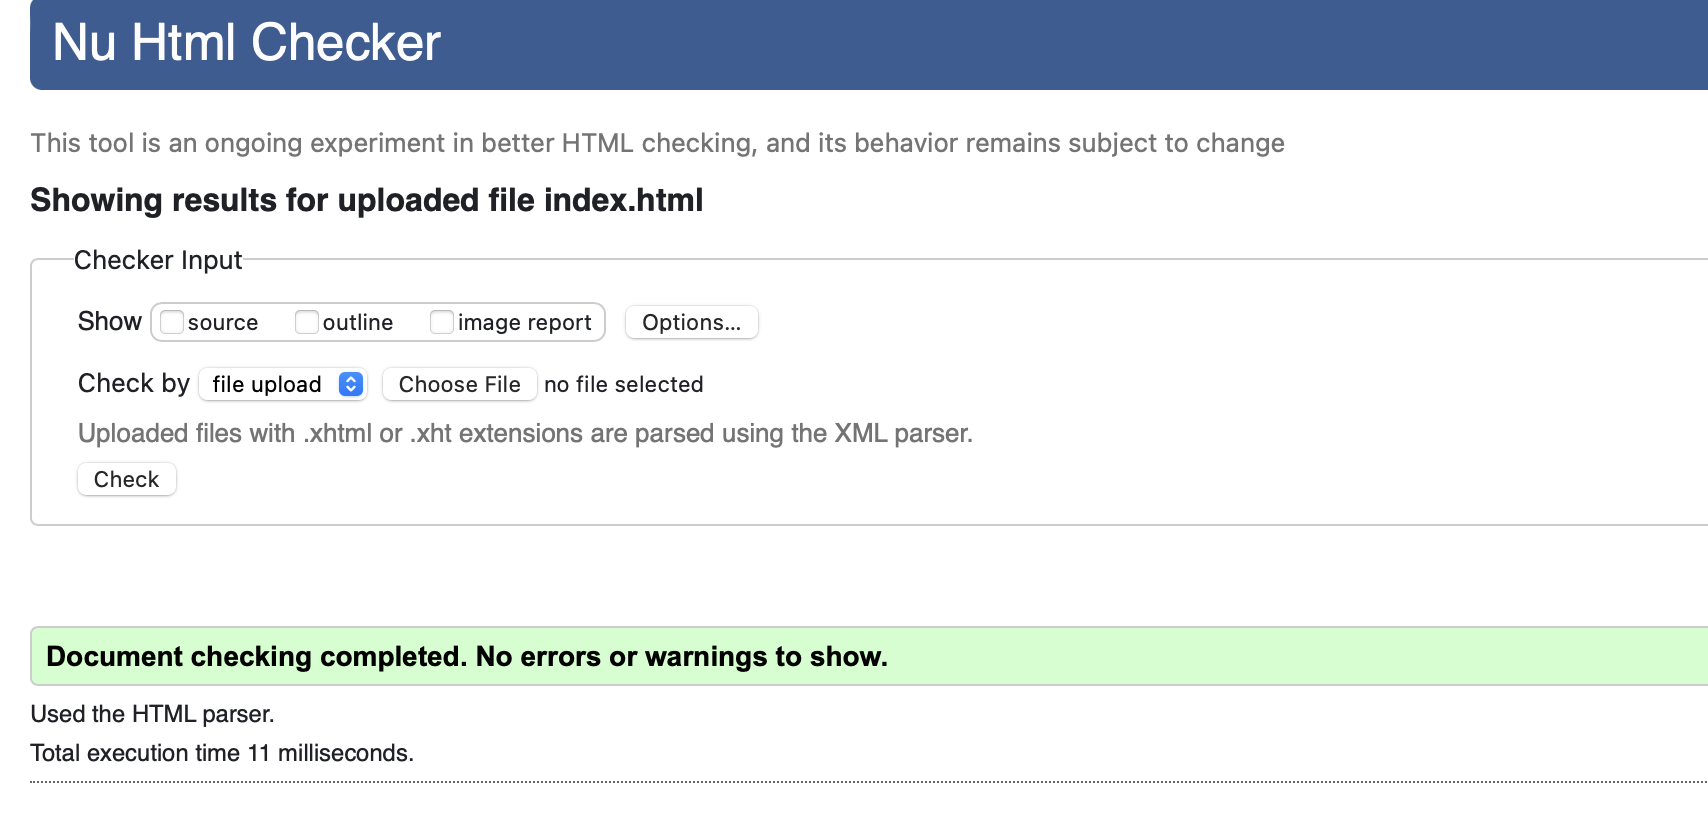 Nu Html Checker
This tool is an ongoing experiment in better HTML checking, and its behavior remains subject to change
Showing results for uploaded file index.html
Checker Input
Show source outline image report Options...
Check by file upload Choose File no file selected
Uploaded files with .xhtml or .xht extensions are parsed using the XML parser.
Check
Document checking completed. No errors or warnings to show.
Used the HTML parser.
Total execution time 11 milliseconds.